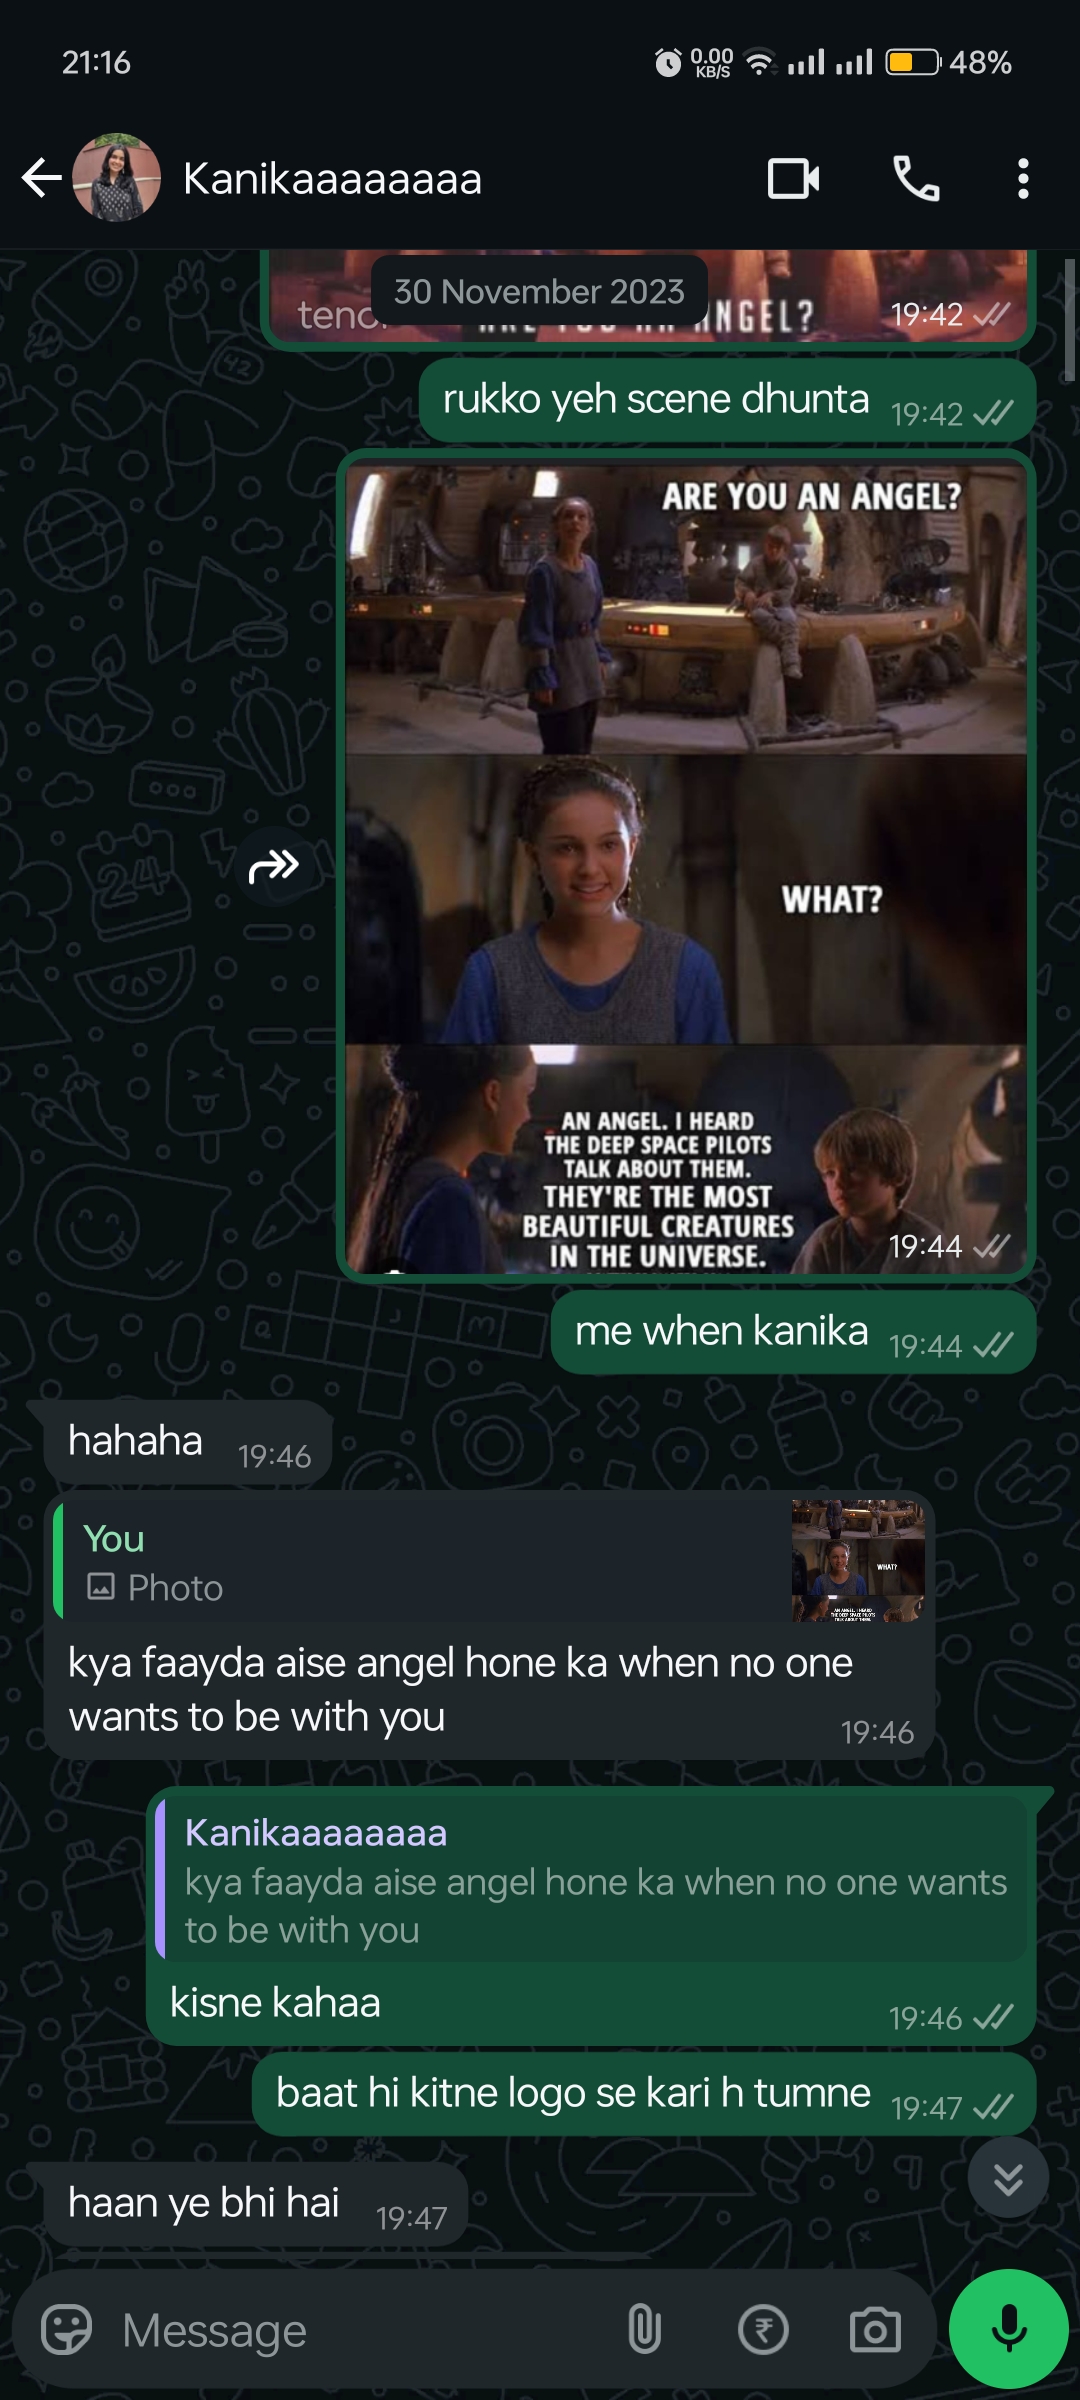 21:16
0.00
KB/S
48%
Kanikaaaaaaaa
30 November 2023
ANGEL?
19:42
rukko yeh scene dhunta
19:42
ARE YOU AN ANGEL?
WHAT?
AN ANGEL. I HEARD
THE DEEP SPACE PILOTS
TALK ABOUT THEM.
THEY'RE THE MOST
BEAUTIFUL CREATURES
IN THE UNIVERSE.
19:44
me when kanika
19:44
hahaha
19:46
You
Photo
WHAT?
kya faayda aise angel hone ka when no one
wants to be with you
19:46
Kanikaaaaaaaa
kya faayda aise angel hone ka when no one wants
to be with you
kisne kahaa
19:46
baat hi kitne logo se kari h tumne
19:47
haan ye bhi hai
19:47
Message